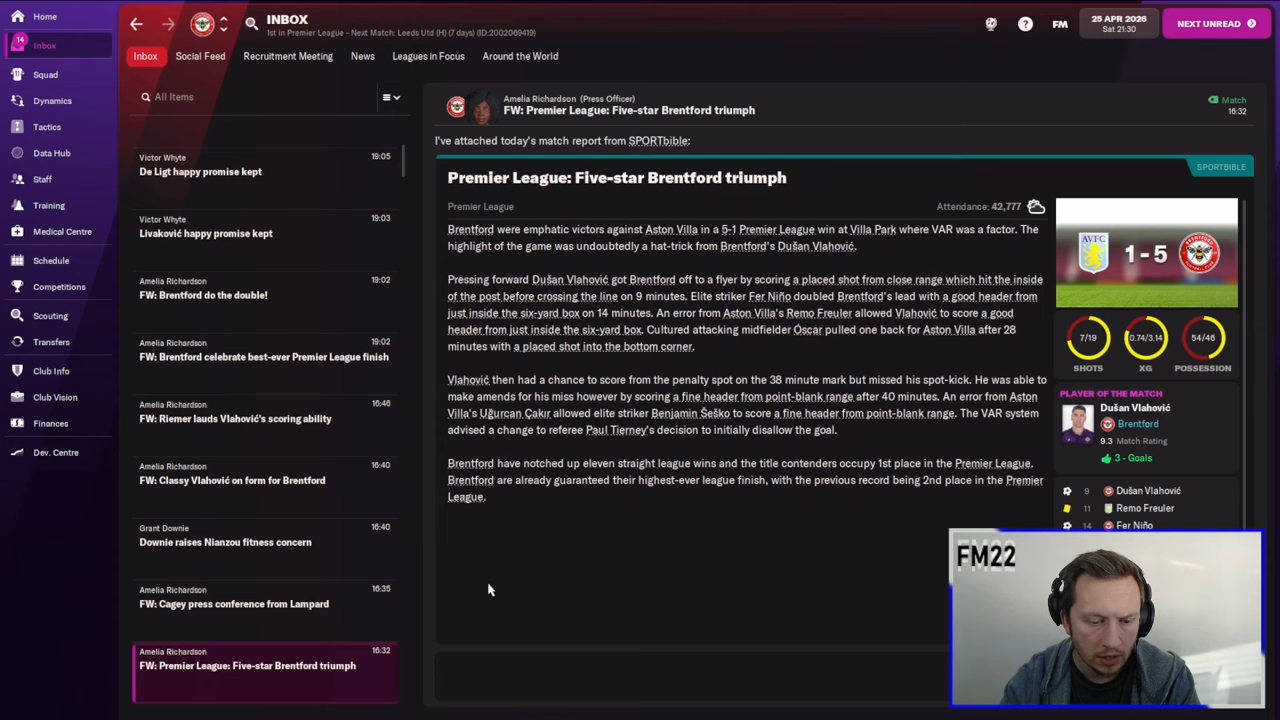 Home
INBOX
1st in Premier League - Next Match: Leeds Utd (H) (7 days) (ID:2002069419)
FM
25 APR 2026
Sat 21:30
NEXT UNREAD
14
Inbox
Squad
Dynamics
Tactics
Data Hub
Staff
Training
Medical Centre
Schedule
Competitions
Scouting
Transfers
Club Info
Club Vision
Finances
Dev. Centre
Inbox
Social Feed
Recruitment Meeting
News
Leagues in Focus
Around the World
All Items
Victor Whyte
19:05
De Ligt happy promise kept
Victor Whyte
19:03
Livaković happy promise kept
Amelia Richardson
19:02
FW: Brentford do the double!
Amelia Richardson
19:02
FW: Brentford celebrate best-ever Premier League finish
Amelia Richardson
16:46
FW: Riemer lauds Vlahović's scoring ability
Amelia Richardson
16:40
FW: Classy Vlahović on form for Brentford
Grant Downie
16:40
Downie raises Nianzou fitness concern
Amelia Richardson
16:35
FW: Cagey press conference from Lampard
Amelia Richardson
16:32
FW: Premier League: Five-star Brentford triumph
Amelia Richardson (Press Officer)
FW: Premier League: Five-star Brentford triumph
Match
16:32
I've attached today's match report from SPORTbible:
SPORTBIBLE
Premier League: Five-star Brentford triumph
Premier League
Attendance: 42,777
Brentford were emphatic victors against Aston Villa in a 5-1 Premier League win at Villa Park where VAR was a factor. The
highlight of the game was undoubtedly a hat-trick from Brentford's Dušan Vlahović.
Pressing forward Dušan Vlahović got Brentford off to a flyer by scoring a placed shot from close range which hit the inside
of the post before crossing the line on 9 minutes. Elite striker Fer Niño doubled Brentford's lead with a good header from
just inside the six-yard box on 14 minutes. An error from Aston Villa's Remo Freuler allowed Vlahović to score a good
header from just inside the six-yard box. Cultured attacking midfielder Óscar pulled one back for Aston Villa after 28
minutes with a placed shot into the bottom corner.
Vlahović then had a chance to score from the penalty spot on the 38 minute mark but missed his spot-kick. He was able to
make amends for his miss however by scoring a fine header from point-blank range after 40 minutes. An error from Aston
Villa's Uğurcan Çakır allowed elite striker Benjamin Šeško to score a fine header from point-blank range. The VAR system
advised a change to referee Paul Tierney's decision to initially disallow the goal.
Brentford have notched up eleven straight league wins and the title contenders occupy 1st place in the Premier League.
Brentford are already guaranteed their highest-ever league finish, with the previous record being 2nd place in the Premier
League.
AVFC
1 - 5
7/19
0.74/3.14
54/46
SHOTS
XG
POSSESSION
PLAYER OF THE MATCH
Dušan Vlahović
Brentford
9.3 Match Rating
3 - Goals
9 Dušan Vlahović
11 Remo Freuler
14 Fer Niño
FM22